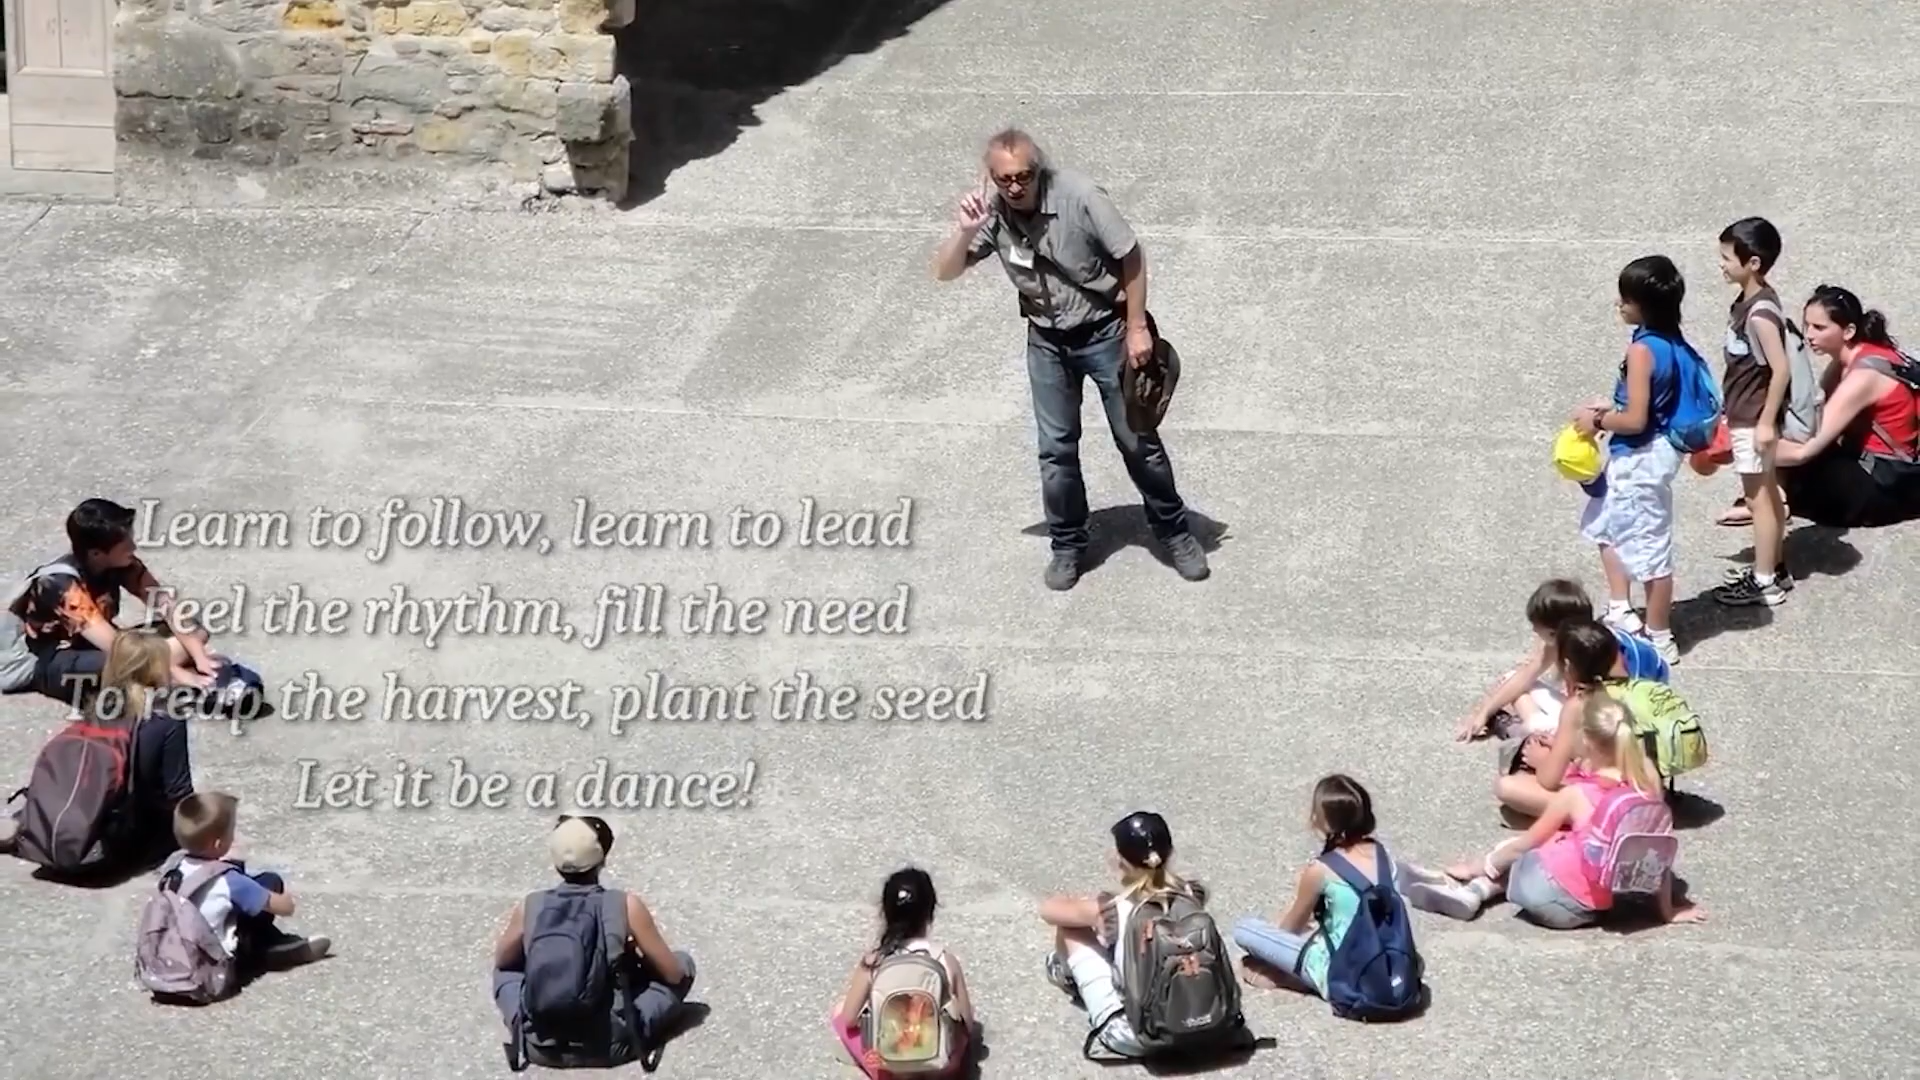 Learn to follow, learn to lead
Feel the rhythm, fill the need
To reap the harvest, plant the seed
Let it be a dance!